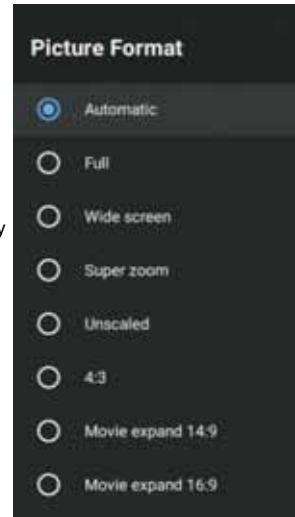 Picture Format
Automatic
Full
Wide screen
y
Super zoom
Unscaled
4:3
Movie expand 14:9
Movie expand 16:9